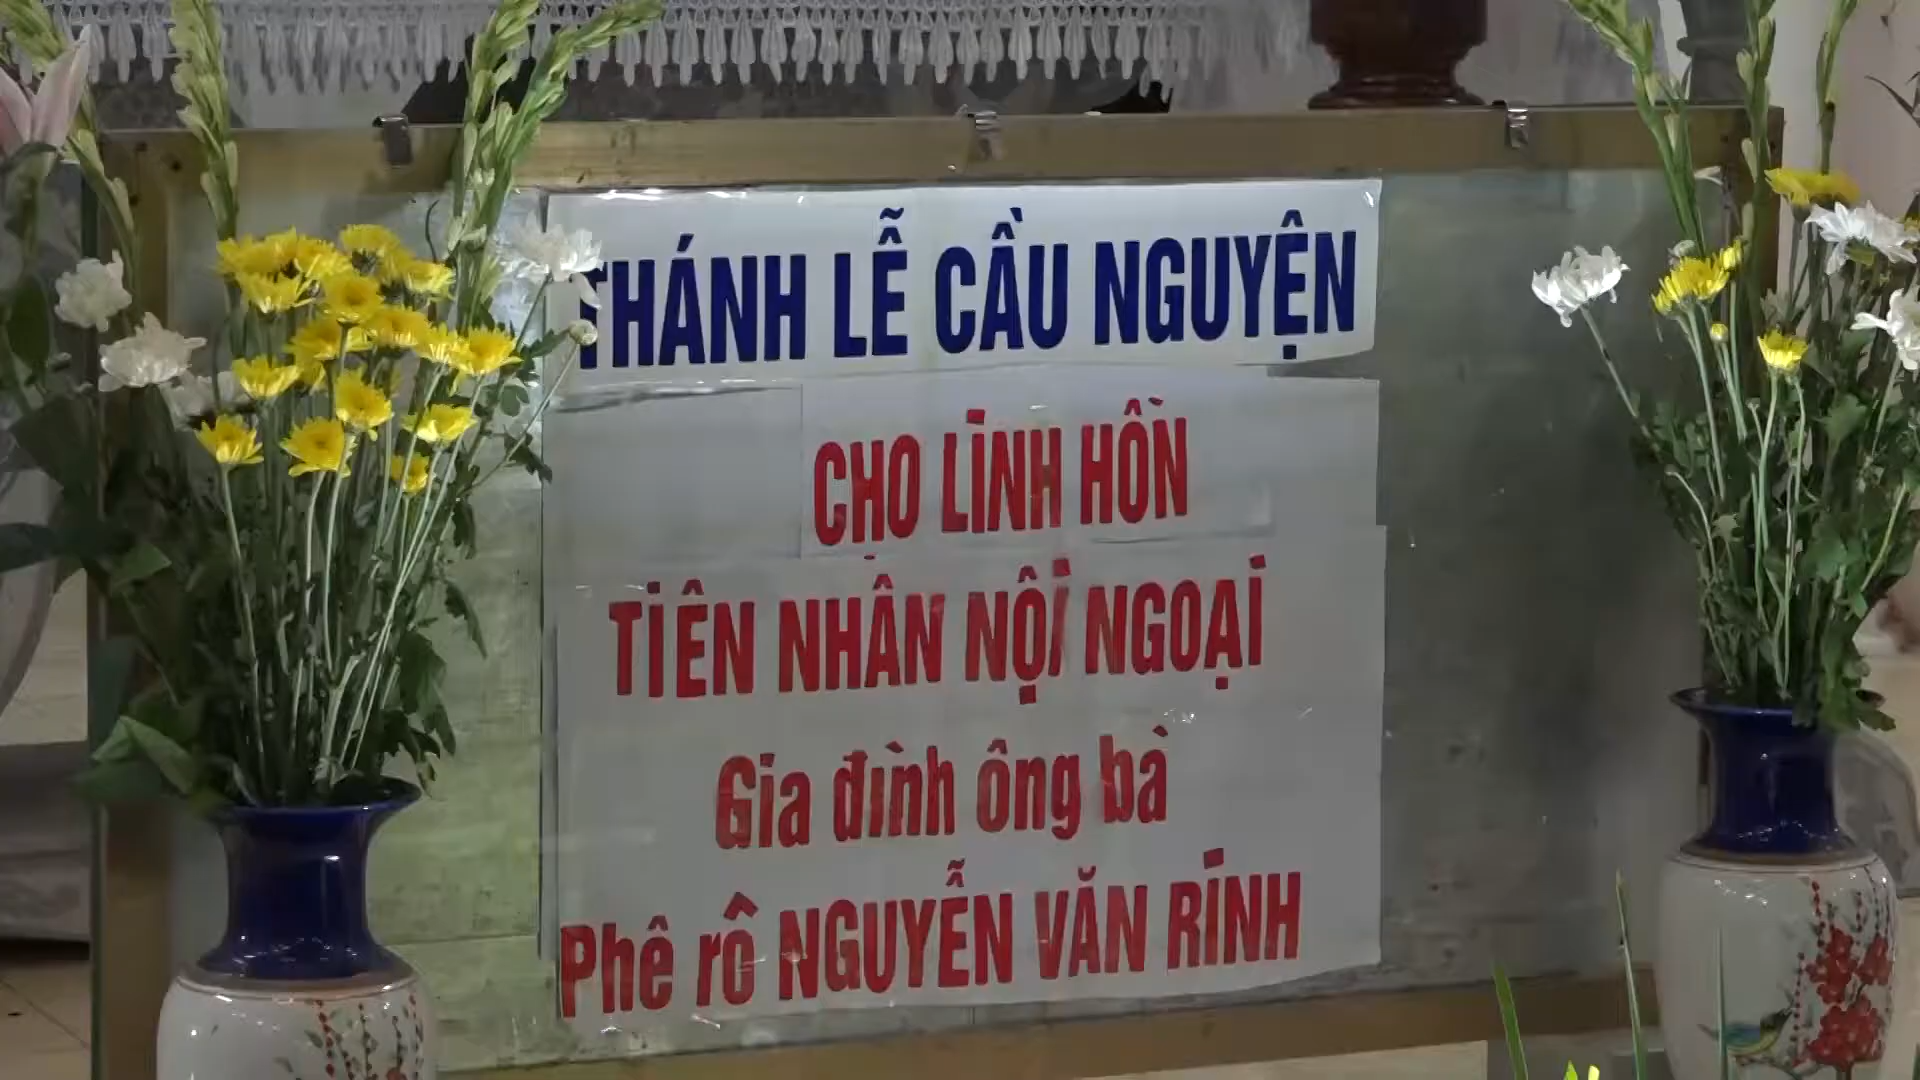 THÁNH LỄ CẦU NGUYỆN
CHO LINH HỒN
TIÊN NHÂN NỘI NGOẠI
Gia đình ông bà
Phê rô NGUYỄN VĂN RÍNH